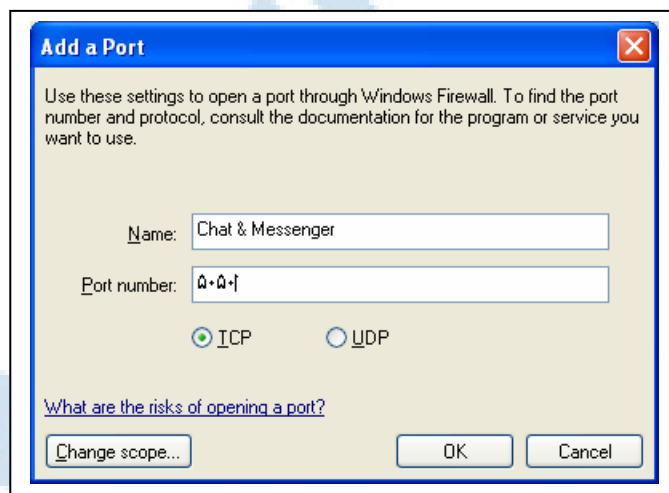 Add a Port
Use these settings to open a port through Windows Firewall. To find the port
number and protocol, consult the documentation for the program or service you
want to use.
Name: Chat & Messenger
Port number: ۵۰۵۰
TCP UDP
What are the risks of opening a port?
Change scope... OK Cancel